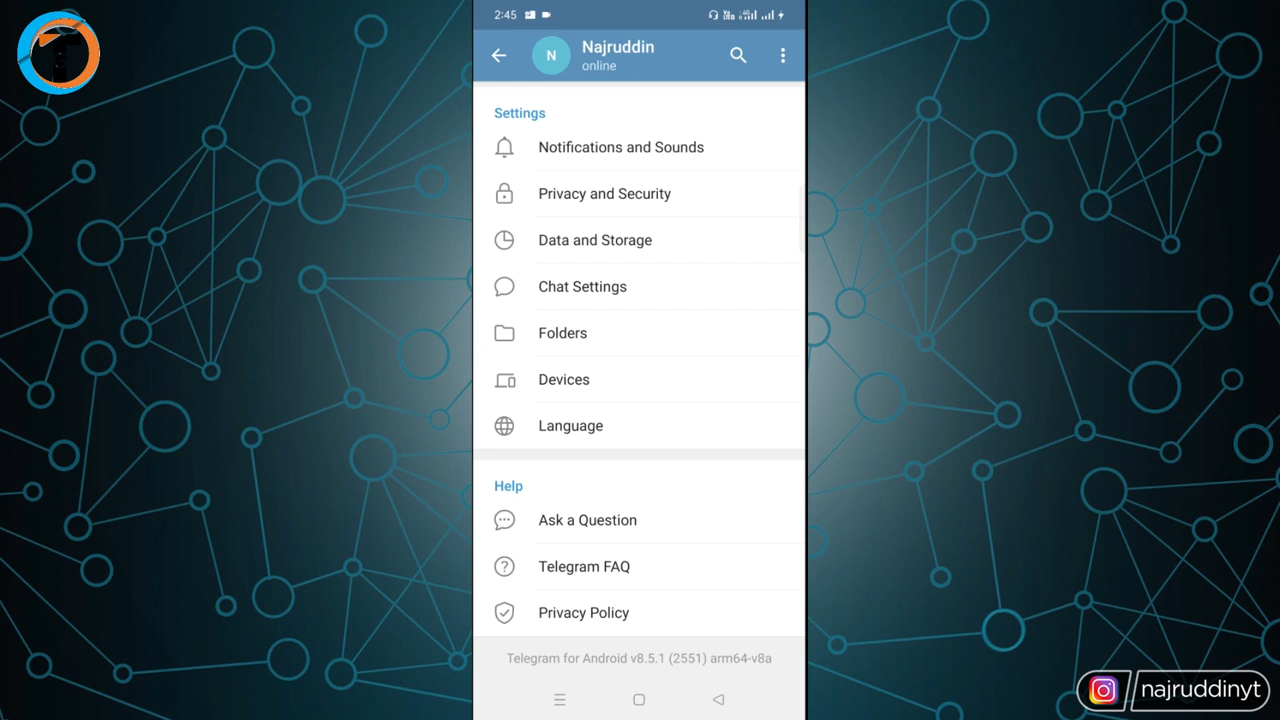 2:45
N
Najruddin
online
Settings
Notifications and Sounds
Privacy and Security
Data and Storage
Chat Settings
Folders
Devices
Language
Help
Ask a Question
Telegram FAQ
Privacy Policy
Telegram for Android v8.5.1 (2551) arm64-v8a
najruddinyt